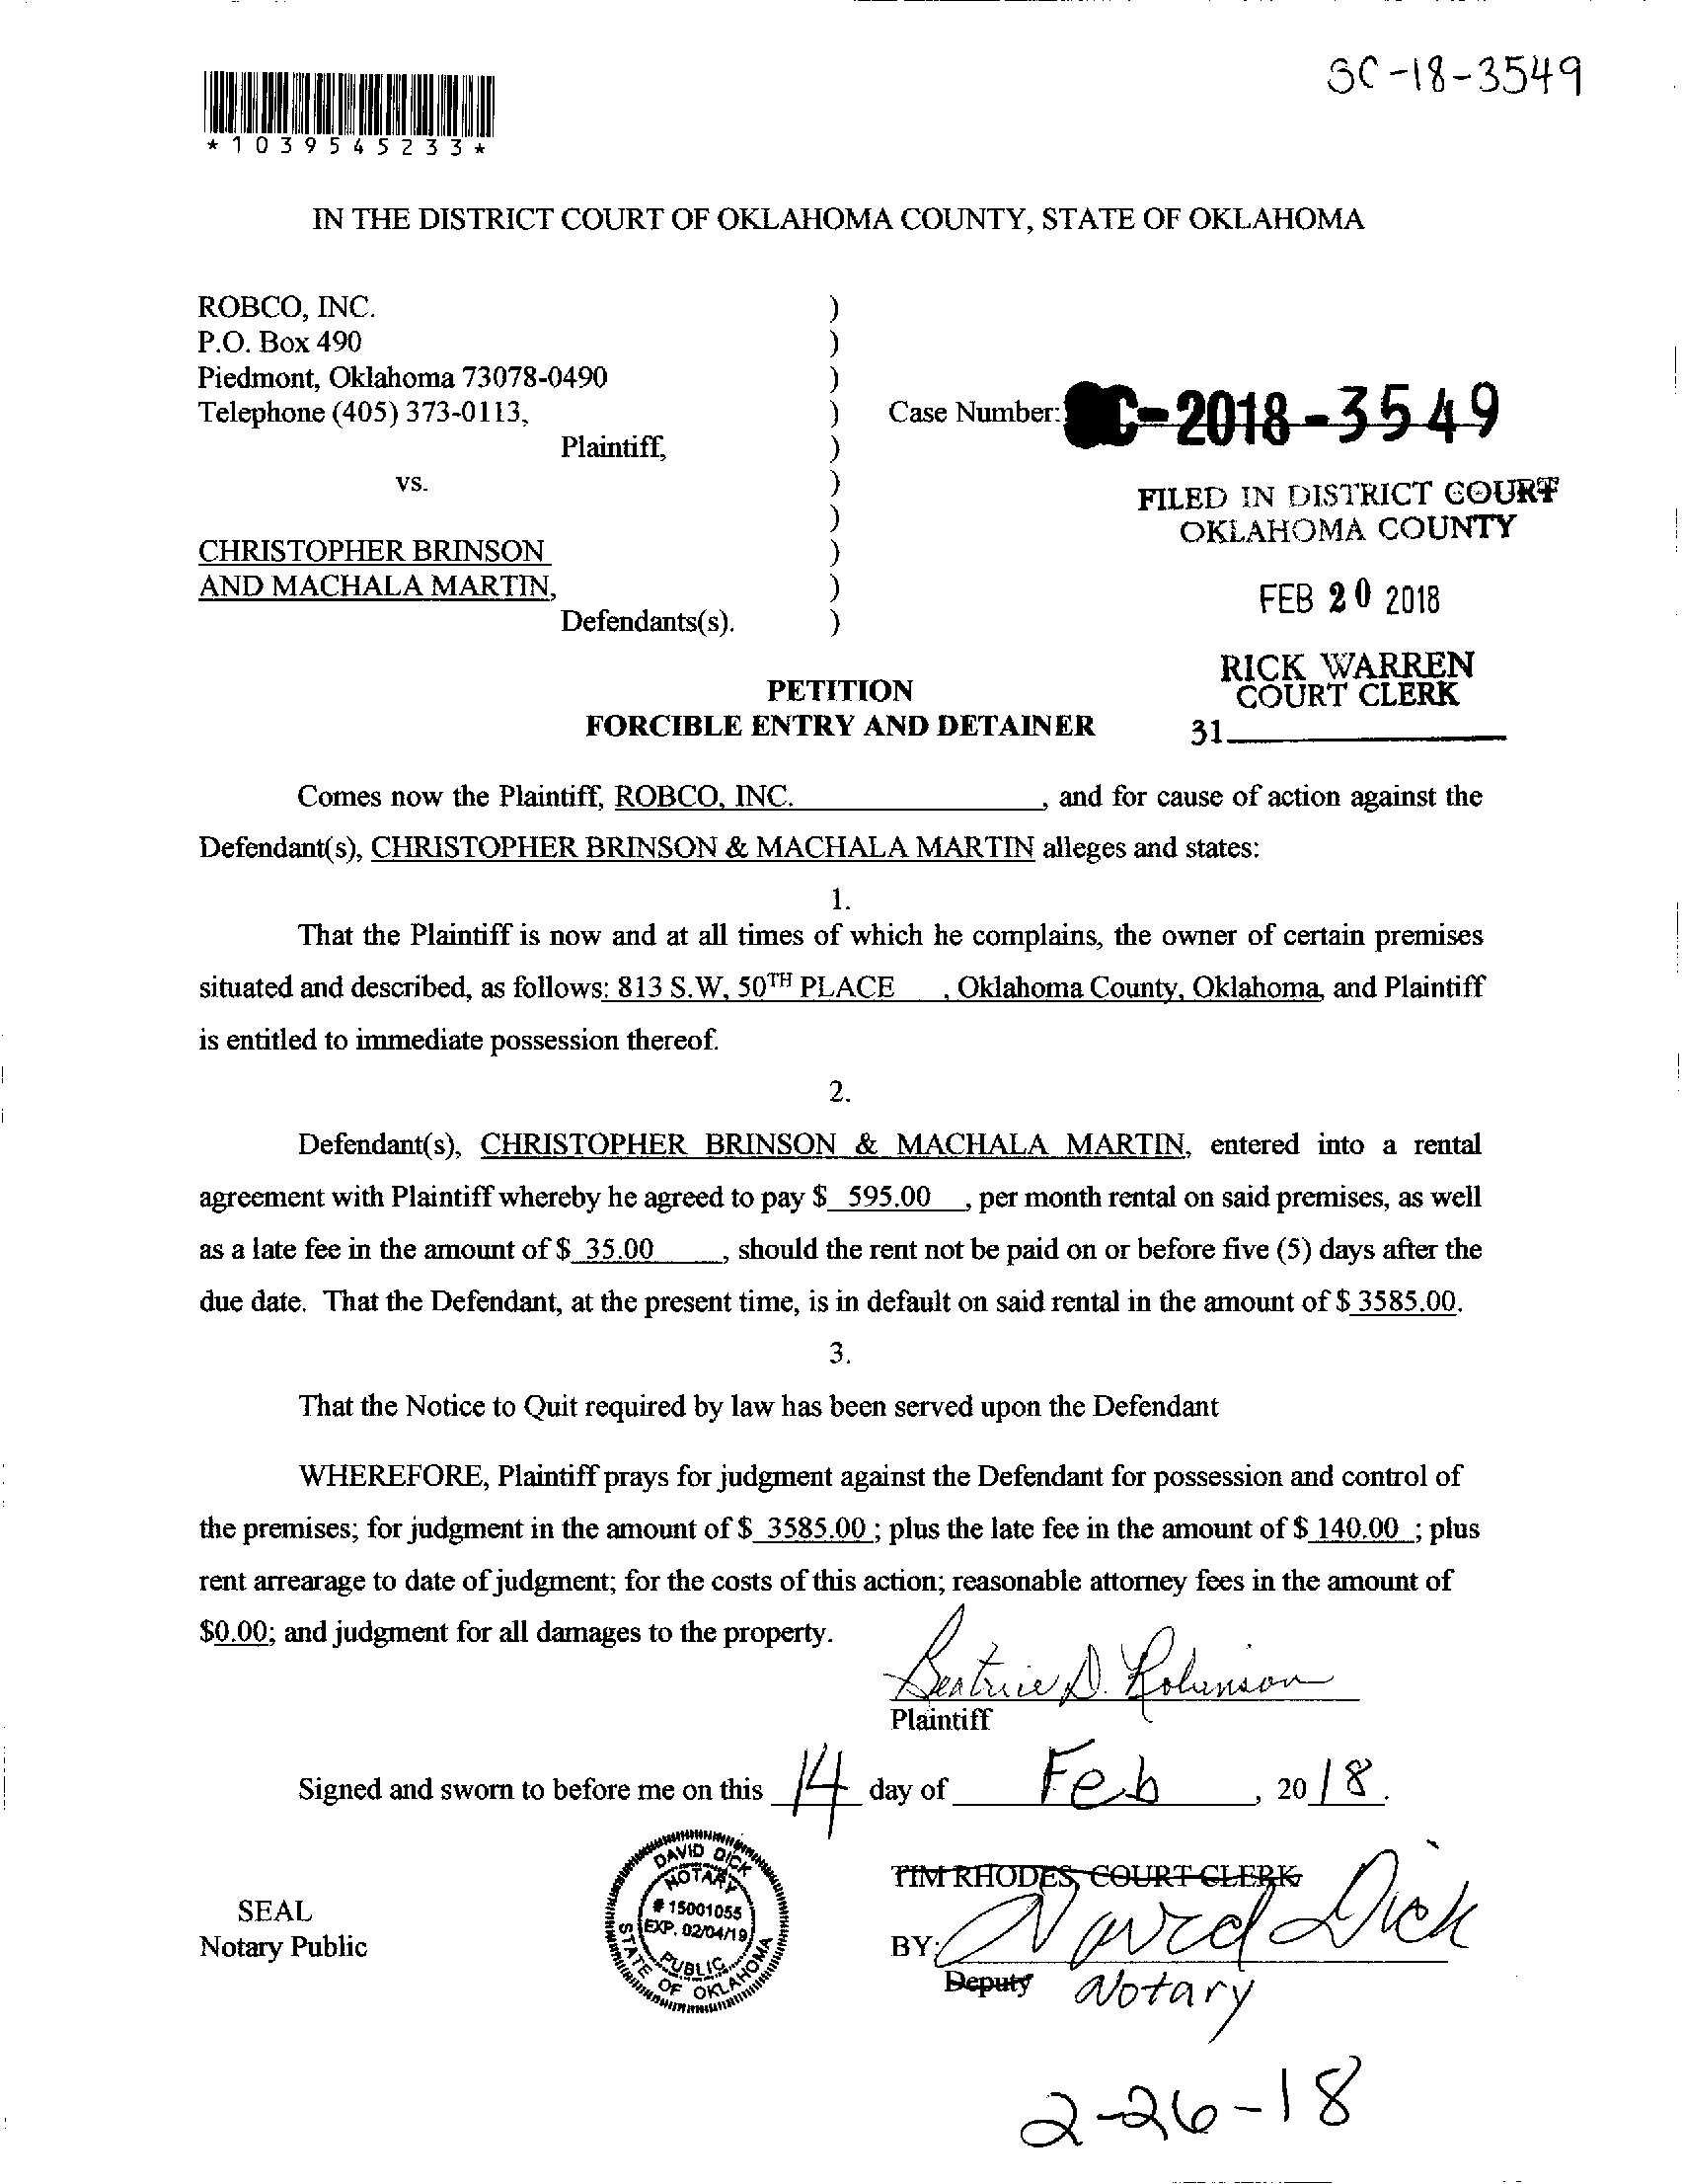 SC-18-3549
*1039545233*
IN THE DISTRICT COURT OF OKLAHOMA COUNTY, STATE OF OKLAHOMA
ROBCO, INC. )
P.O. Box 490 )
Piedmont, Oklahoma 73078-0490 )
Telephone (405) 373-0113, ) Case Number: C-2018-3549
Plaintiff, )
vs. )
FILED IN DISTRICT COURT
)
OKLAHOMA COUNTY
CHRISTOPHER BRINSON )
AND MACHALA MARTIN, )
FEB 20 2018
Defendants(s). )
RICK WARREN
COURT CLERK
31
PETITION
FORCIBLE ENTRY AND DETAINER
Comes now the Plaintiff, ROBCO, INC. , and for cause of action against the
Defendant(s), CHRISTOPHER BRINSON & MACHALA MARTIN alleges and states:
1.
That the Plaintiff is now and at all times of which he complains, the owner of certain premises
situated and described, as follows: 813 S.W, 50TH PLACE , Oklahoma County, Oklahoma, and Plaintiff
is entitled to immediate possession thereof.
2.
Defendant(s), CHRISTOPHER BRINSON & MACHALA MARTIN, entered into a rental
agreement with Plaintiff whereby he agreed to pay $ 595.00 , per month rental on said premises, as well
as a late fee in the amount of $ 35.00 , should the rent not be paid on or before five (5) days after the
due date. That the Defendant, at the present time, is in default on said rental in the amount of $ 3585.00.
3.
That the Notice to Quit required by law has been served upon the Defendant
WHEREFORE, Plaintiff prays for judgment against the Defendant for possession and control of
the premises; for judgment in the amount of $ 3585.00 ; plus the late fee in the amount of $ 140.00 ; plus
rent arrearage to date of judgment; for the costs of this action; reasonable attorney fees in the amount of
$0.00; and judgment for all damages to the property.
Beatrice D. Robinson
Plaintiff
Signed and sworn to before me on this 14 day of Feb , 2018.
DAVID DICK
NOTARY
# 15001055
EXP. 02/04/19
PUBLIC
STATE OF OKLAHOMA
TIM RHODES, COURT CLERK
SEAL
Notary Public
BY: David Dick
Deputy Notary
2-26-18